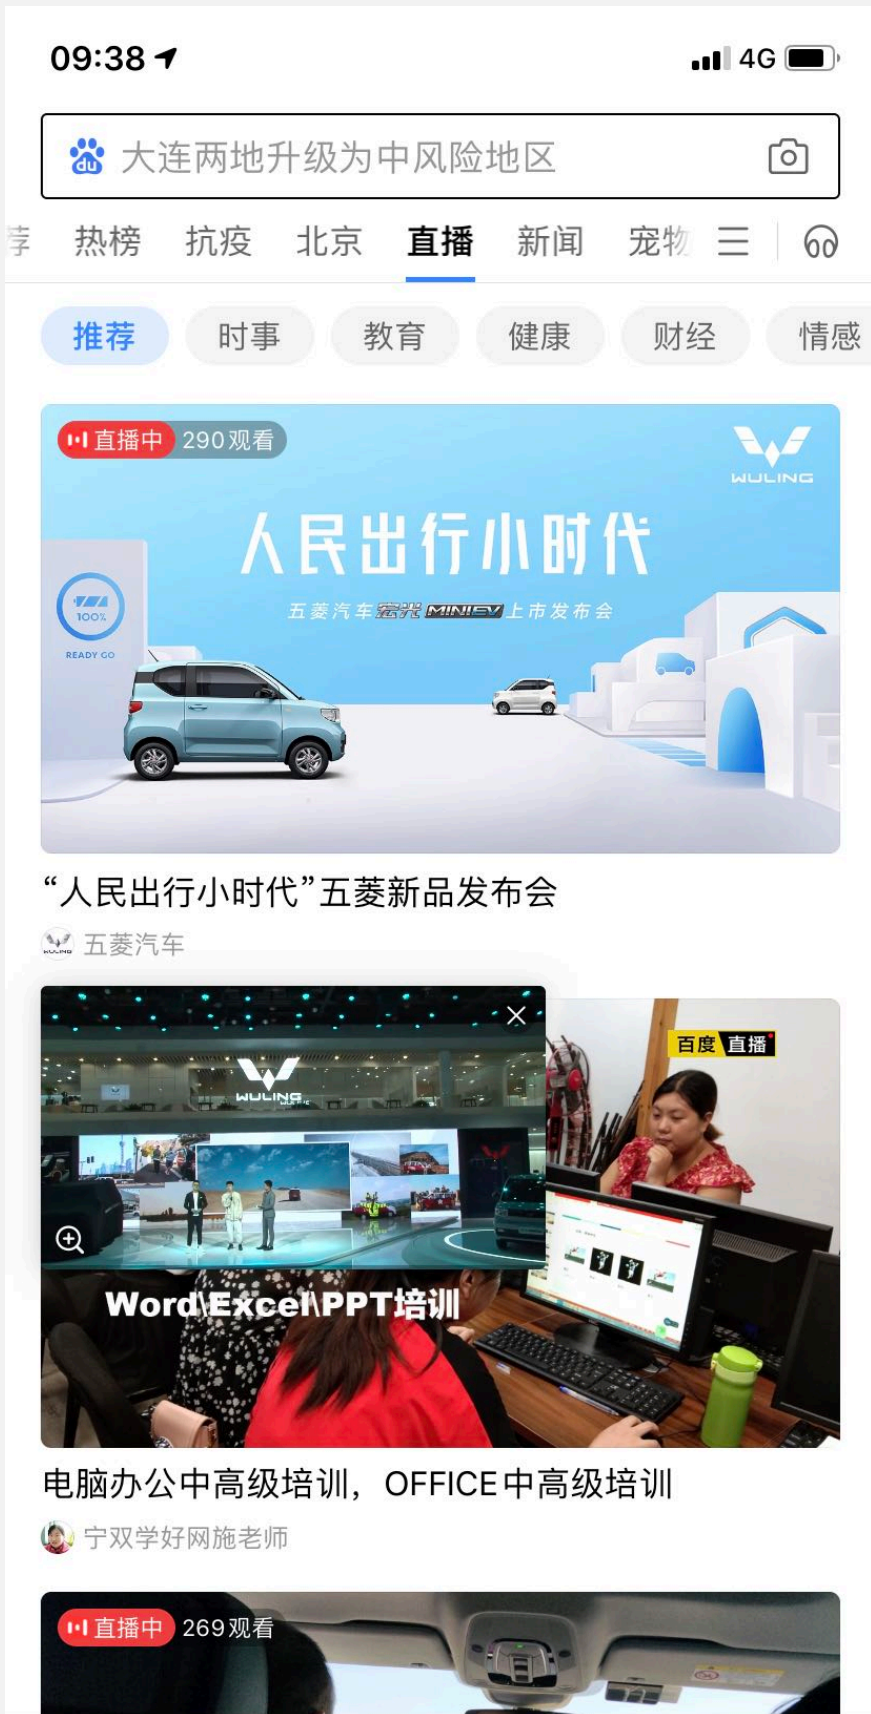 09:38
4G
du
大连两地升级为中风险地区
荐
热榜
抗疫
北京
直播
新闻
宠物
推荐
时事
教育
健康
财经
情感
直播中
290观看
WULING
人民出行小时代
五菱汽车宏光MINIEV上市发布会
100%
READY GO
“人民出行小时代”五菱新品发布会
五菱汽车
WULING
百度 直播
Word\Excel\PPT培训
电脑办公中高级培训，OFFICE中高级培训
宁双学好网施老师
直播中
269观看